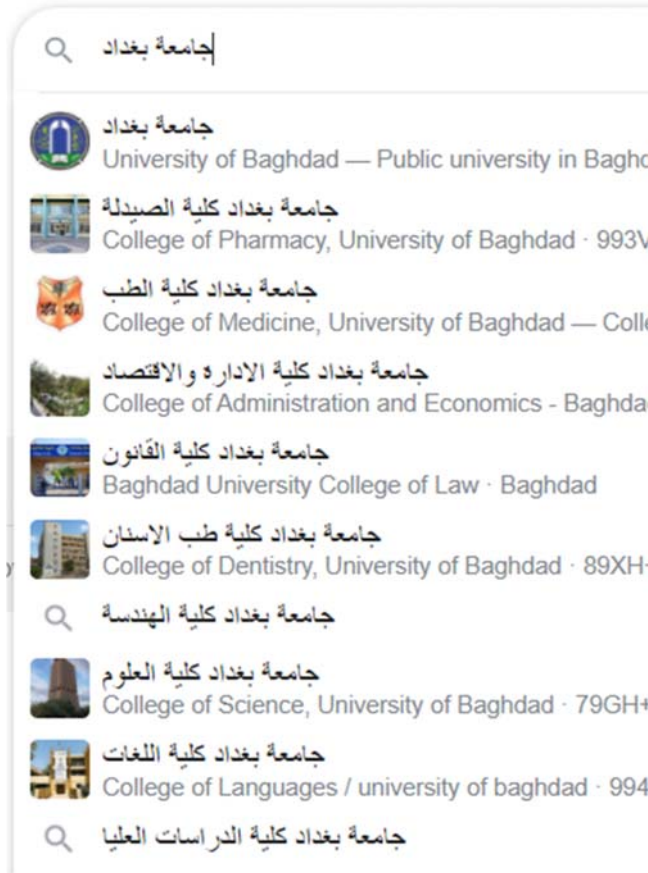 جامعة بغداد
جامعة بغداد
University of Baghdad — Public university in Baghd
جامعة بغداد كلية الصيدلة
College of Pharmacy, University of Baghdad · 993V
جامعة بغداد كلية الطب
College of Medicine, University of Baghdad — Colle
جامعة بغداد كلية الادارة والاقتصاد
College of Administration and Economics - Baghdad
جامعة بغداد كلية القانون
Baghdad University College of Law · Baghdad
جامعة بغداد كلية طب الاسنان
College of Dentistry, University of Baghdad · 89XH+
جامعة بغداد كلية الهندسة
جامعة بغداد كلية العلوم
College of Science, University of Baghdad · 79GH+
جامعة بغداد كلية اللغات
College of Languages / university of baghdad · 994
جامعة بغداد كلية الدراسات العليا